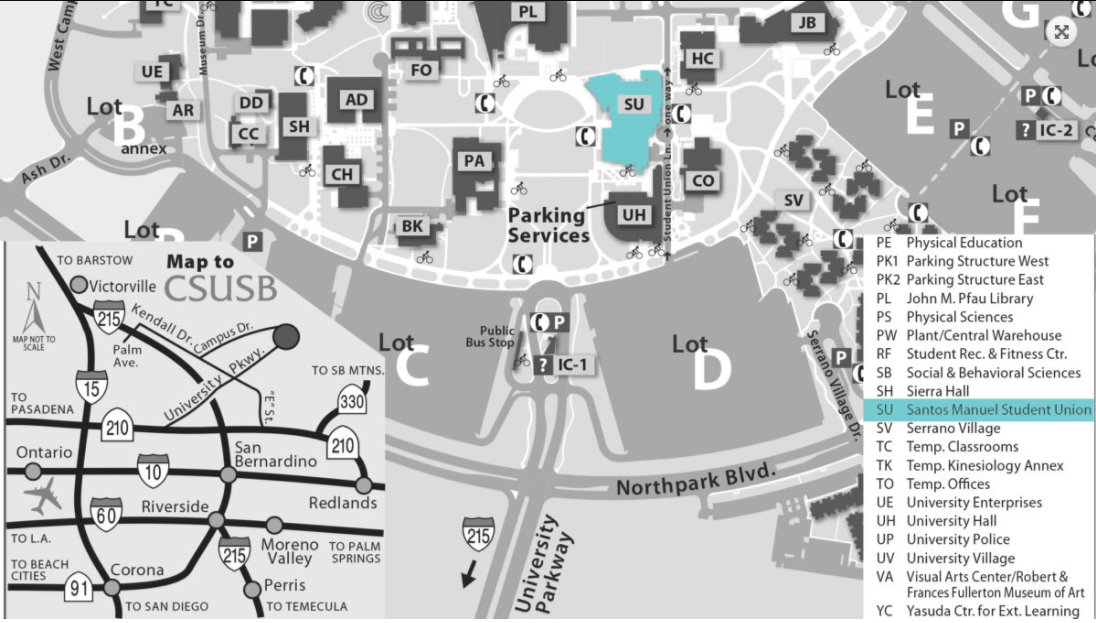 West Camp
TC
Museum Dr.
PL
JB
G
FO
HC
UE
AR
DD
CC
SH
AD
SU
Lot
B
annex
Lot
E
P
P
? IC-2
CH
PA
CO
Student Union Ln. → one way →
Ash Dr.
SV
Lot
F
Parking
Services
UH
BK
Lot
P
Map to
CSUSB
TO BARSTOW
Victorville
N
MAP NOT TO
SCALE
215
Kendall Dr.
Campus Dr.
Palm
Ave.
University Pkwy.
"E" St.
TO SB MTNS.
330
15
TO
PASADENA
210
210
Ontario
10
San
Bernardino
Redlands
Riverside
60
TO L.A.
Moreno
Valley
TO PALM
SPRINGS
215
TO BEACH
CITIES
91
Corona
Perris
TO SAN DIEGO
TO TEMECULA
Public
Bus Stop
P
? IC-1
Lot
C
Lot
D
P
Serrano Village Dr.
Northpark Blvd.
215
University
Parkway
PE Physical Education
PK1 Parking Structure West
PK2 Parking Structure East
PL John M. Pfau Library
PS Physical Sciences
PW Plant/Central Warehouse
RF Student Rec. & Fitness Ctr.
SB Social & Behavioral Sciences
SH Sierra Hall
SU Santos Manuel Student Union
SV Serrano Village
TC Temp. Classrooms
TK Temp. Kinesiology Annex
TO Temp. Offices
UE University Enterprises
UH University Hall
UP University Police
UV University Village
VA Visual Arts Center/Robert &
Frances Fullerton Museum of Art
YC Yasuda Ctr. for Ext. Learning